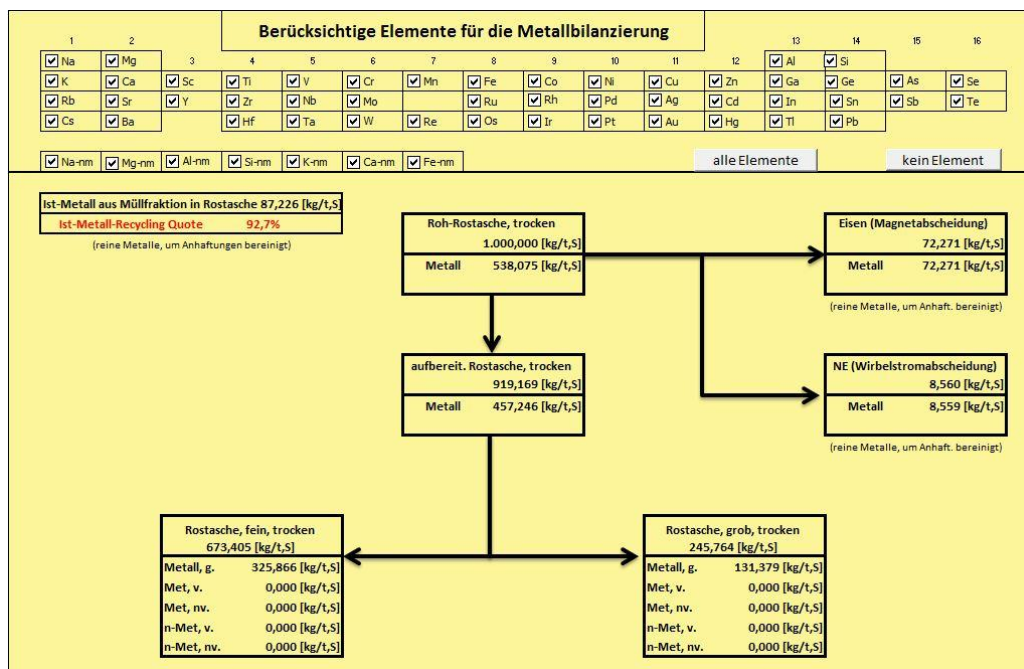 Berücksichtige Elemente für die Metallbilanzierung
1 2 13 14 15 16
Na Mg 3 4 5 6 7 8 9 10 11 12 Al Si
K Ca Sc Ti V Cr Mn Fe Co Ni Cu Zn Ga Ge As Se
Rb Sr Y Zr Nb Mo Ru Rh Pd Ag Cd In Sn Sb Te
Cs Ba Hf Ta W Re Os Ir Pt Au Hg Tl Pb
Na-nm Mg-nm Al-nm Si-nm K-nm Ca-nm Fe-nm alle Elemente kein Element
Ist-Metall aus Müllfraktion in Rostasche 87,226 [kg/t,S]
Ist-Metall-Recycling Quote 92,7%
(reine Metalle, um Anhaftungen bereinigt)
Roh-Rostasche, trocken
1.000,000 [kg/t,S]
Metall 538,075 [kg/t,S]
Eisen (Magnetabscheidung)
72,271 [kg/t,S]
Metall 72,271 [kg/t,S]
(reine Metalle, um Anhaft. bereinigt)
aufbereit. Rostasche, trocken
919,169 [kg/t,S]
Metall 457,246 [kg/t,S]
NE (Wirbelstromabscheidung)
8,560 [kg/t,S]
Metall 8,559 [kg/t,S]
(reine Metalle, um Anhaft. bereinigt)
Rostasche, fein, trocken
673,405 [kg/t,S]
Metall, g. 325,866 [kg/t,S]
Met, v. 0,000 [kg/t,S]
Met, nv. 0,000 [kg/t,S]
n-Met, v. 0,000 [kg/t,S]
n-Met, nv. 0,000 [kg/t,S]
Rostasche, grob, trocken
245,764 [kg/t,S]
Metall, g. 131,379 [kg/t,S]
Met, v. 0,000 [kg/t,S]
Met, nv. 0,000 [kg/t,S]
n-Met, v. 0,000 [kg/t,S]
n-Met, nv. 0,000 [kg/t,S]